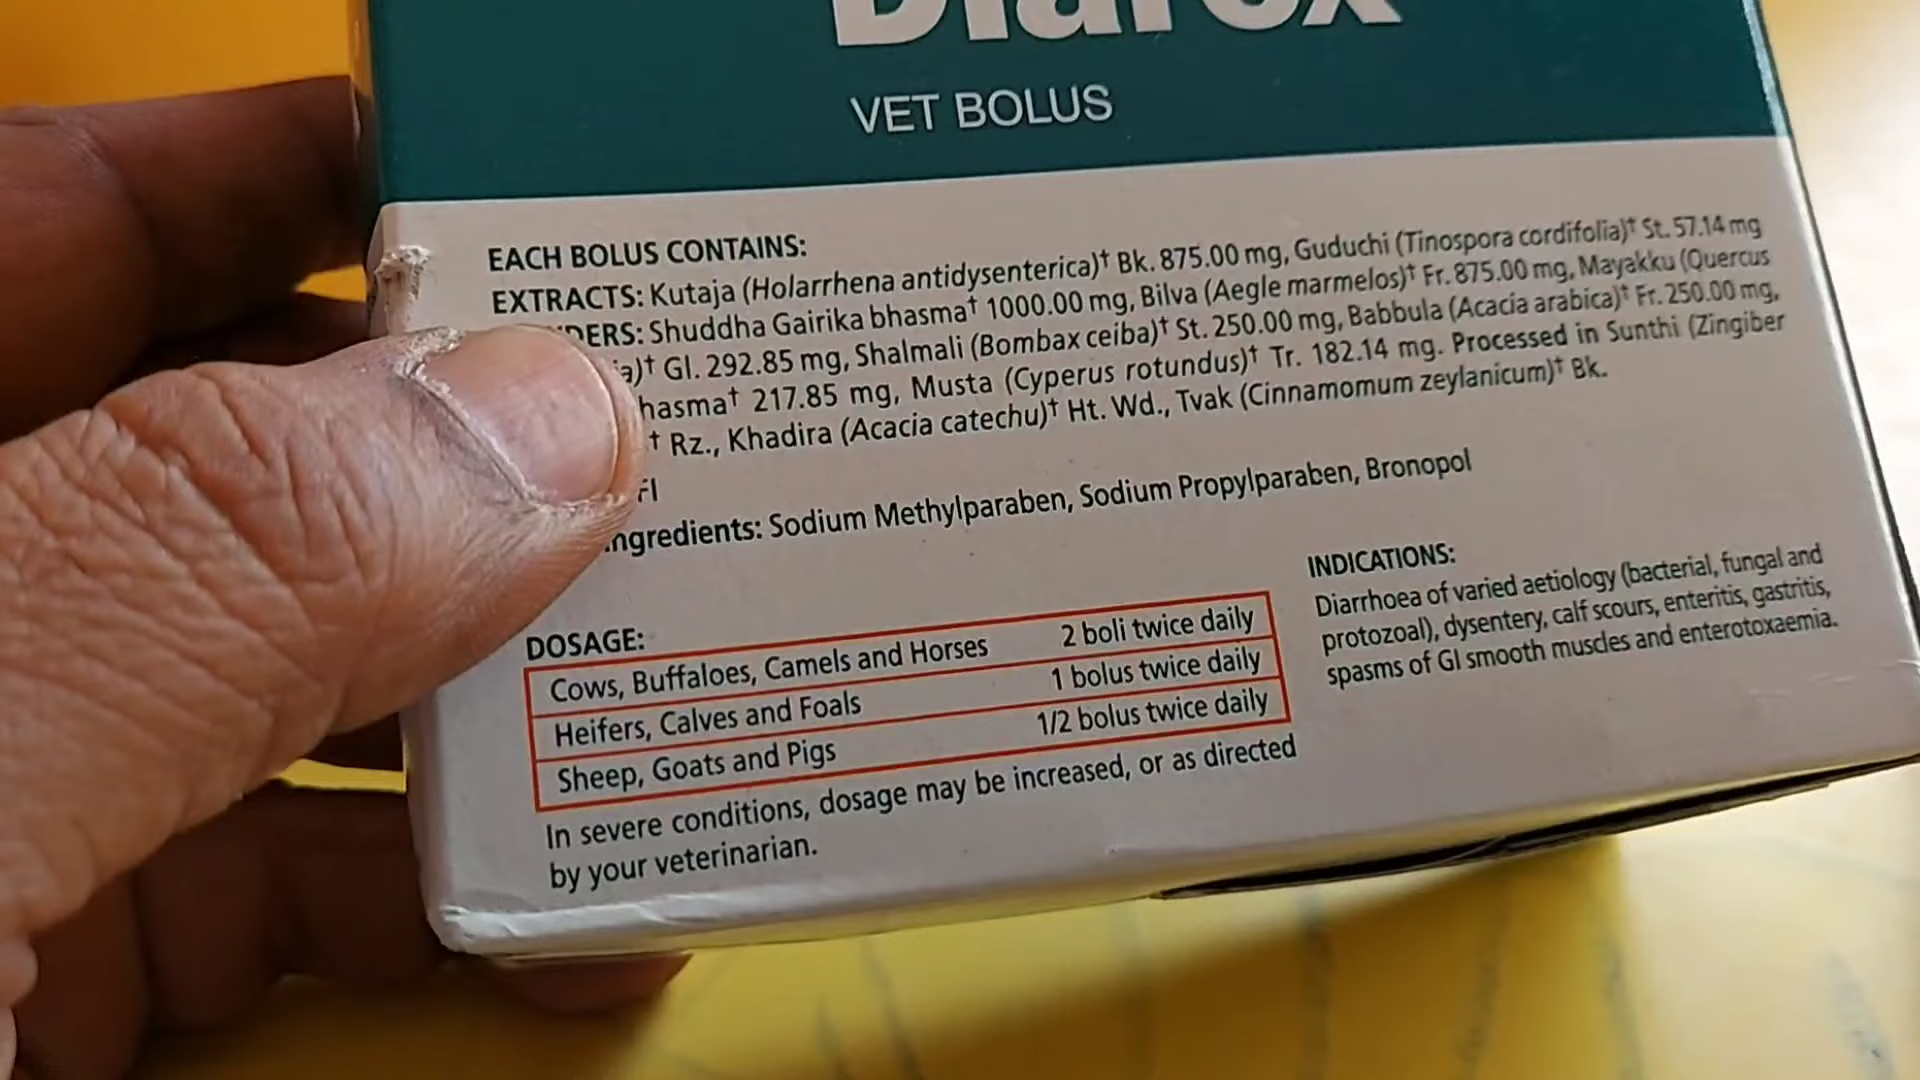 Diarex
VET BOLUS
EACH BOLUS CONTAINS:
EXTRACTS: Kutaja (Holarrhena antidysenterica)† Bk. 875.00 mg, Guduchi (Tinospora cordifolia)† St. 57.14 mg
DERS: Shuddha Gairika bhasma† 1000.00 mg, Bilva (Aegle marmelos)† Fr. 875.00 mg, Mayakku (Quercus
a)† Gl. 292.85 mg, Shalmali (Bombax ceiba)† St. 250.00 mg, Babbula (Acacia arabica)† Fr. 250.00 mg,
hasma† 217.85 mg, Musta (Cyperus rotundus)† Tr. 182.14 mg. Processed in Sunthi (Zingiber
† Rz., Khadira (Acacia catechu)† Ht. Wd., Tvak (Cinnamomum zeylanicum)† Bk.
FI
ngredients: Sodium Methylparaben, Sodium Propylparaben, Bronopol
DOSAGE:
Cows, Buffaloes, Camels and Horses 2 boli twice daily
Heifers, Calves and Foals 1 bolus twice daily
Sheep, Goats and Pigs 1/2 bolus twice daily
In severe conditions, dosage may be increased, or as directed
by your veterinarian.
INDICATIONS:
Diarrhoea of varied aetiology (bacterial, fungal and
protozoal), dysentery, calf scours, enteritis, gastritis,
spasms of GI smooth muscles and enterotoxaemia.